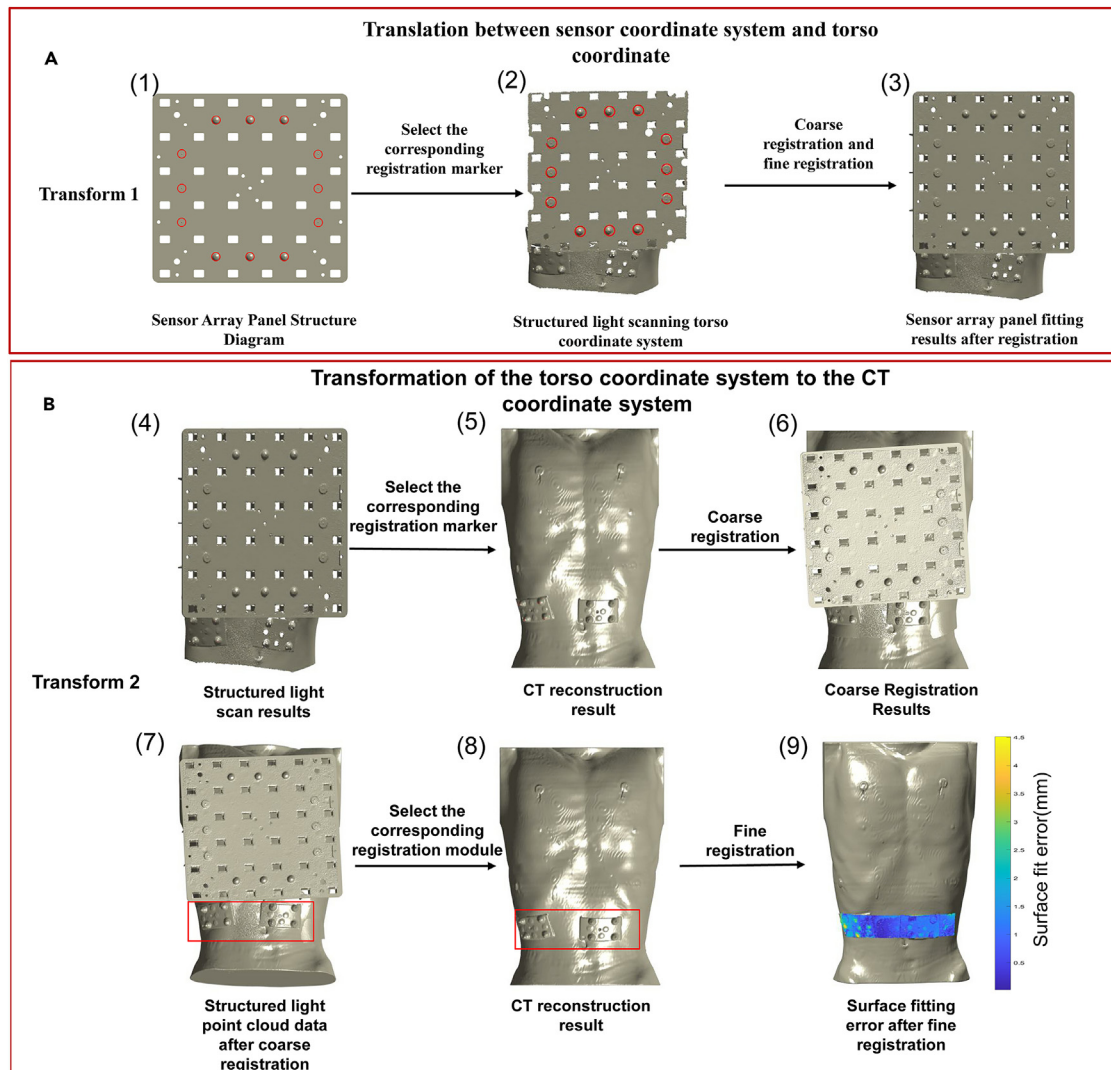 Translation between sensor coordinate system and torso
coordinate
A
(1)
(2)
(3)
Select the
corresponding
registration marker
Coarse
registration and
fine registration
Transform 1
Sensor Array Panel Structure
Diagram
Structured light scanning torso
coordinate system
Sensor array panel fitting
results after registration
Transformation of the torso coordinate system to the CT
coordinate system
B
(4)
(5)
(6)
Select the
corresponding
registration marker
Coarse
registration
Transform 2
Structured light
scan results
CT reconstruction
result
Coarse Registration
Results
(7)
(8)
(9)
Select the
corresponding
registration module
Fine
registration
4.5
4
3.5
3
2.5
2
1.5
1
0.5
Surface fit error(mm)
Structured light
point cloud data
after coarse
registration
CT reconstruction
result
Surface fitting
error after fine
registration